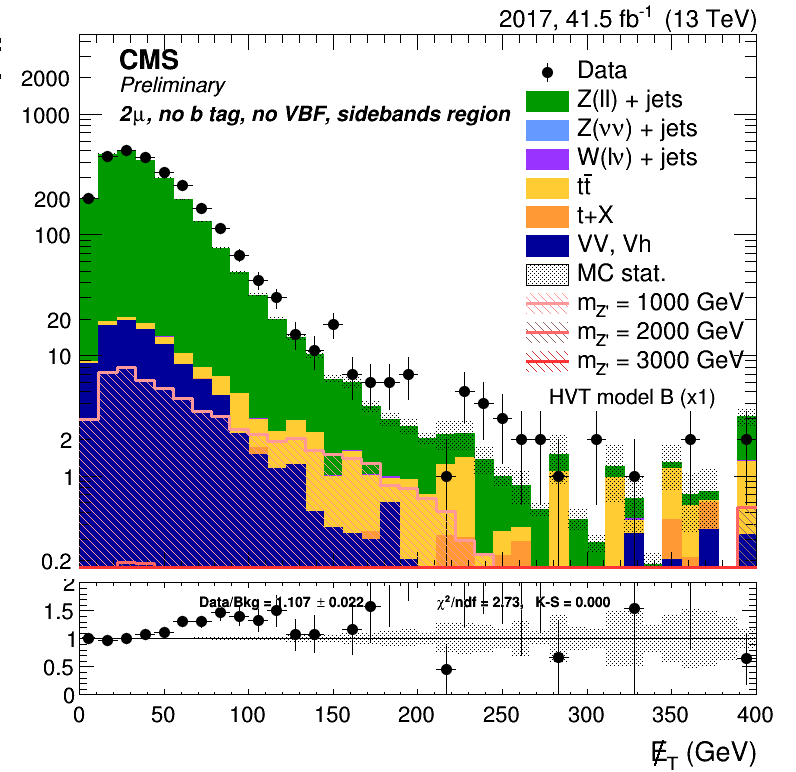 2017, 41.5 fb⁻¹ (13 TeV)
CMS
Preliminary
2μ, no b tag, no VBF, sidebands region
Data
Z(ll) + jets
Z(νν) + jets
W(lν) + jets
tt̄
t+X
VV, Vh
MC stat.
m_Z' = 1000 GeV
m_Z' = 2000 GeV
m_Z' = 3000 GeV
HVT model B (x1)
2000
1000
200
100
20
10
2
1
0.2
Data/Bkg = 1.107 ± 0.022, χ²/ndf = 2.73, K-S = 0.000
2
1.5
1
0.5
0
0 50 100 150 200 250 300 350 400
E̸_T (GeV)